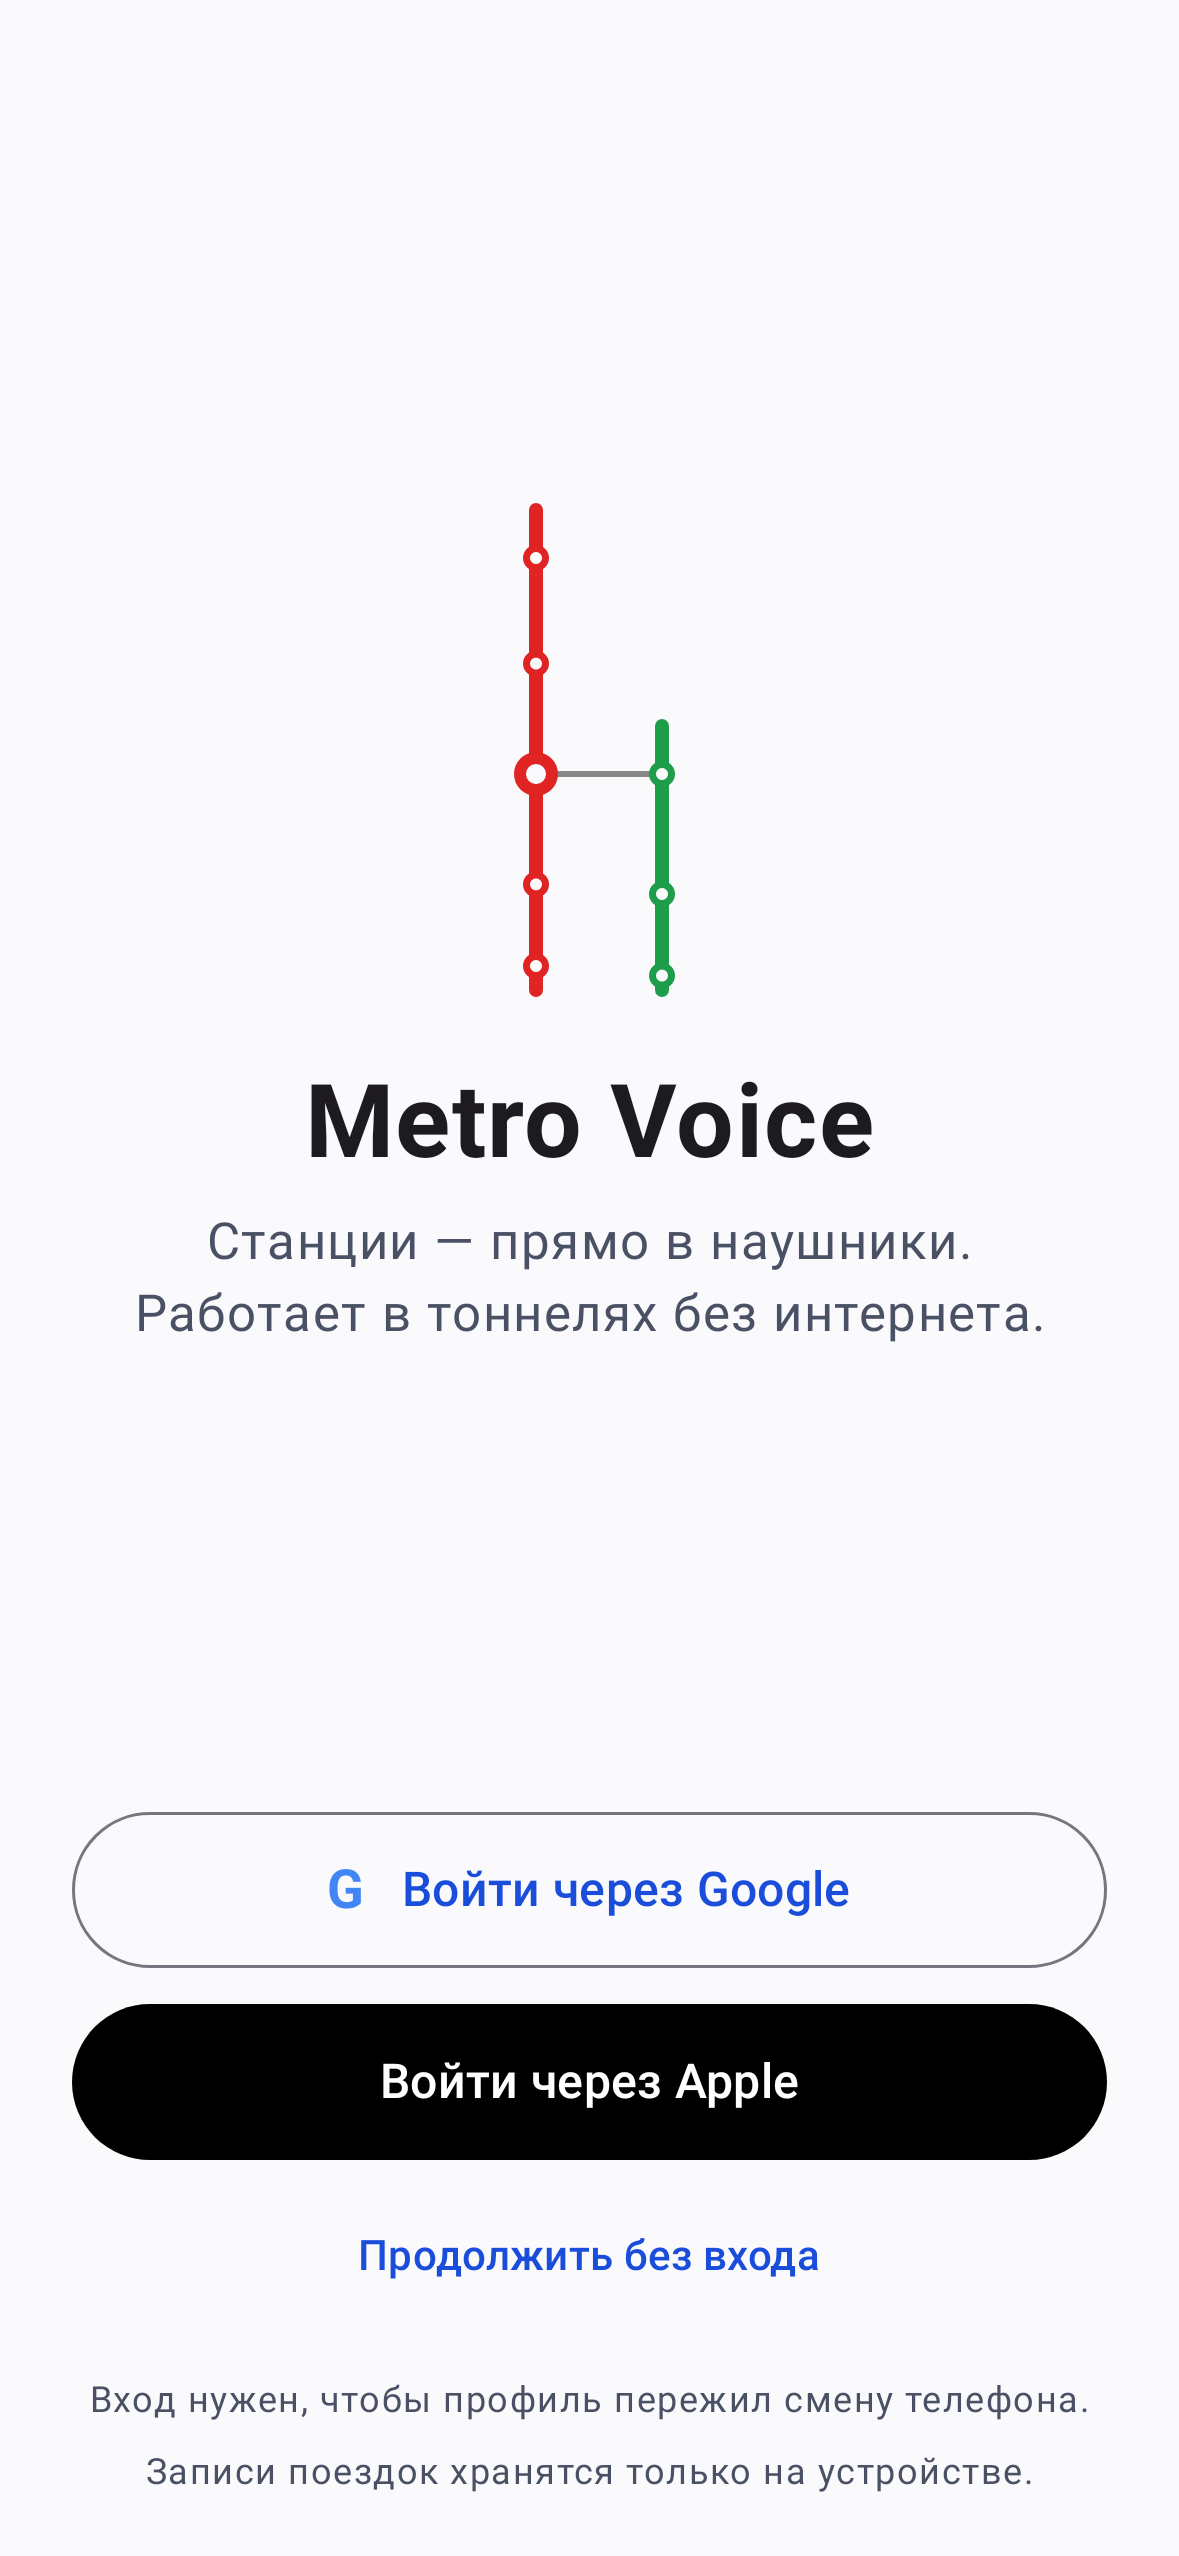 Metro Voice
Станции — прямо в наушники.
Работает в тоннелях без интернета.
G Войти через Google
Войти через Apple
Продолжить без входа
Вход нужен, чтобы профиль пережил смену телефона.
Записи поездок хранятся только на устройстве.